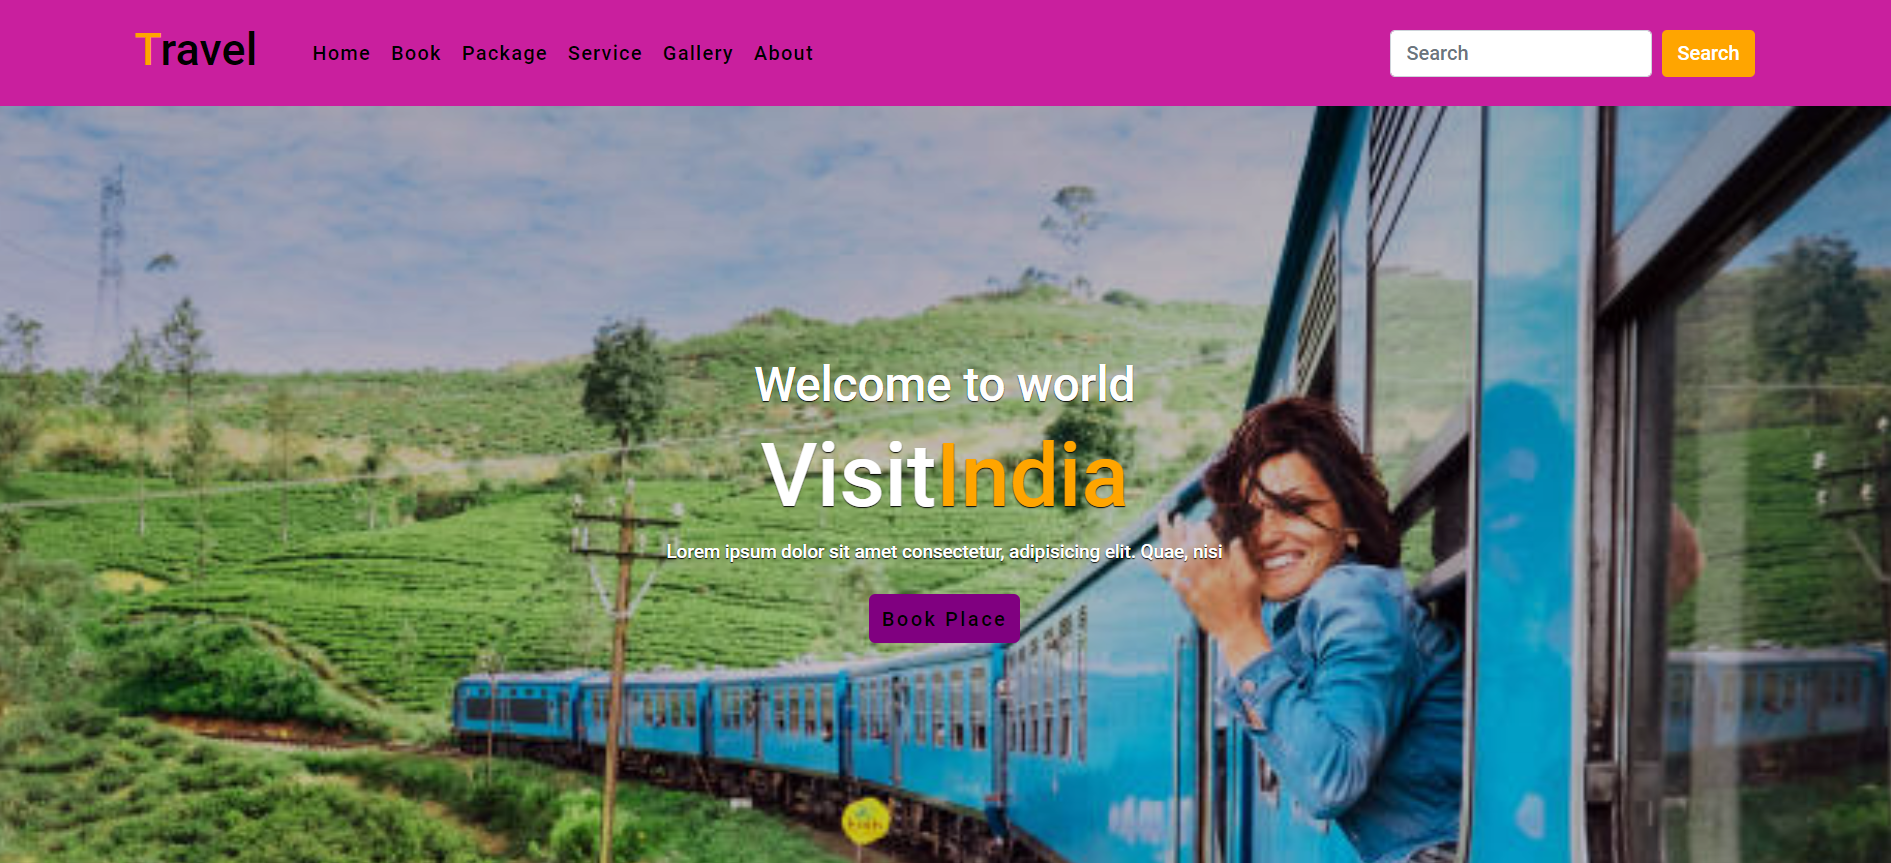 Travel
Home Book Package Service Gallery About
Search Search
Welcome to world
VisitIndia
Lorem ipsum dolor sit amet consectetur, adipisicing elit. Quae, nisi
Book Place